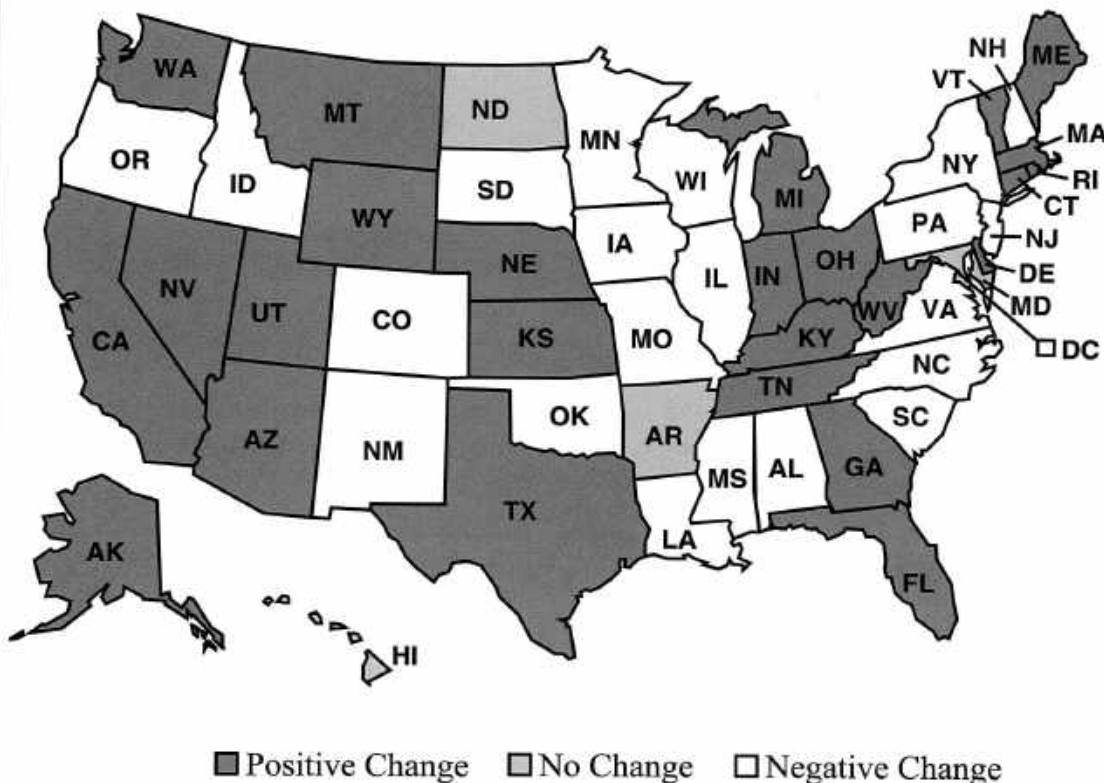 NH
ME
WA
VT
MT
ND
MN
MA
OR
ID
SD
WI
NY
RI
WY
MI
CT
PA
IA
NJ
NE
OH
IN
IL
DE
NV
WV
MD
UT
CO
VA
CA
KS
MO
KY
DC
NC
TN
OK
SC
AZ
AR
NM
MS
AL
GA
TX
LA
AK
FL
HI
Positive Change No Change Negative Change